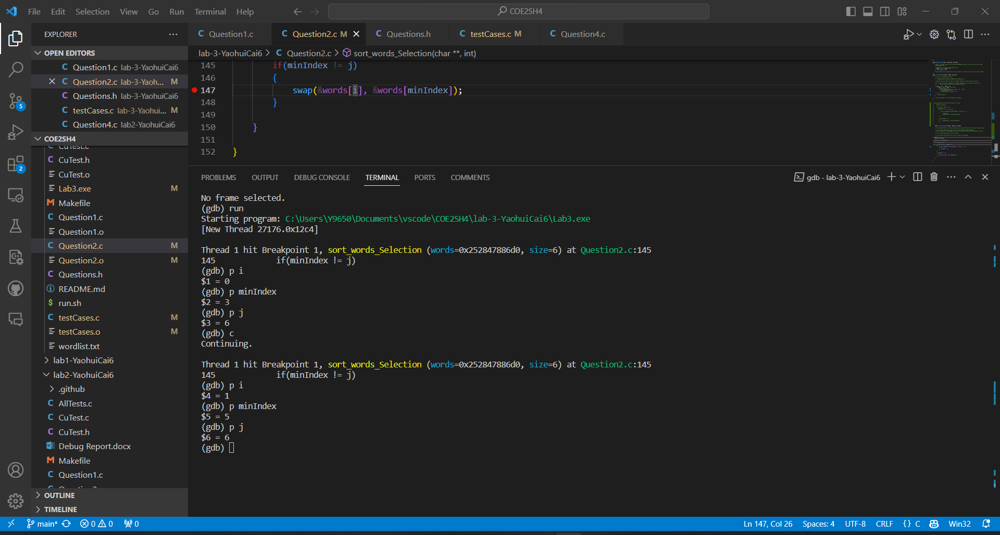 File Edit Selection View Go Run Terminal Help
COE2SH4
EXPLORER
OPEN EDITORS
C Question1.c lab-3-YaohuiCai6
C Question2.c lab-3-Yaoh... M
C Questions.h lab-3-YaohuiCai6
C testCases.c lab-3-Yaohui... M
C Question4.c lab2-YaohuiCai6
COE2SH4
C CuTest.c
C CuTest.h
CuTest.o
Lab3.exe M
M Makefile
C Question1.c
Question1.o
C Question2.c M
Question2.o M
C Questions.h
README.md
$ run.sh
C testCases.c M
testCases.o M
wordlist.txt
lab1-YaohuiCai6
lab2-YaohuiCai6
.github
C AllTests.c
C CuTest.c
C CuTest.h
Debug Report.docx
M Makefile
C Question1.c
OUTLINE
TIMELINE
C Question1.c
C Question2.c M
C Questions.h
C testCases.c M
C Question4.c
lab-3-YaohuiCai6 > C Question2.c > sort_words_Selection(char **, int)
145 if(minIndex != j)
146 {
147 swap(&words[i], &words[minIndex]);
148 }
149
150 }
151
152 }
PROBLEMS OUTPUT DEBUG CONSOLE TERMINAL PORTS COMMENTS
gdb - lab-3-YaohuiCai6
No frame selected.
(gdb) run
Starting program: C:\Users\Y9650\Documents\vscode\COE2SH4\lab-3-YaohuiCai6\Lab3.exe
[New Thread 27176.0x12c4]
Thread 1 hit Breakpoint 1, sort_words_Selection (words=0x252847886d0, size=6) at Question2.c:145
145 if(minIndex != j)
(gdb) p i
$1 = 0
(gdb) p minIndex
$2 = 3
(gdb) p j
$3 = 6
(gdb) c
Continuing.
Thread 1 hit Breakpoint 1, sort_words_Selection (words=0x252847886d0, size=6) at Question2.c:145
145 if(minIndex != j)
(gdb) p i
$4 = 1
(gdb) p minIndex
$5 = 5
(gdb) p j
$6 = 6
(gdb)
5
2
main* 0 0 0
Ln 147, Col 26 Spaces: 4 UTF-8 CRLF {} C Win32